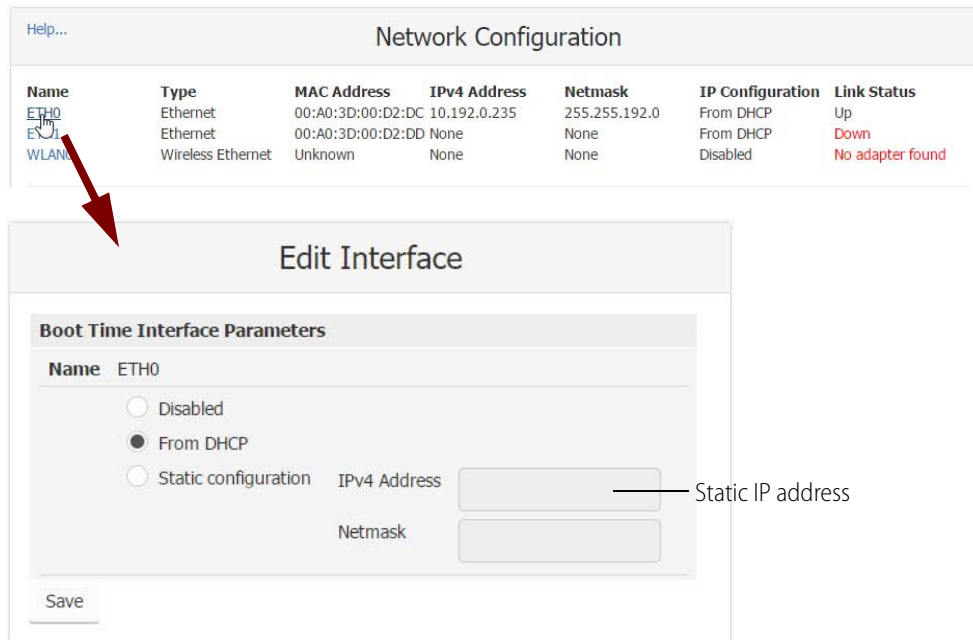 Help...
Network Configuration
Name Type MAC Address IPv4 Address Netmask IP Configuration Link Status
ETH0 Ethernet 00:A0:3D:00:D2:DC 10.192.0.235 255.255.192.0 From DHCP Up
Ethernet 00:A0:3D:00:D2:DD None None From DHCP Down
Wireless Ethernet Unknown None None Disabled No adapter found
Edit Interface
Boot Time Interface Parameters
Name ETH0
Disabled
From DHCP
Static configuration IPv4 Address Static IP address
Netmask
Save